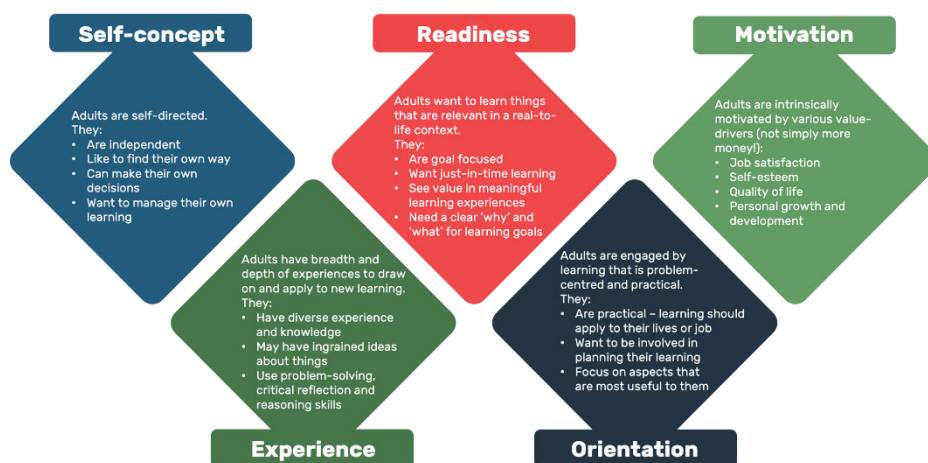 Self-concept
Adults are self-directed.
They:
• Are independent
• Like to find their own way
• Can make their own
decisions
• Want to manage their own
learning
Adults have breadth and
depth of experiences to draw
on and apply to new learning.
They:
• Have diverse experience
and knowledge
• May have ingrained ideas
about things
• Use problem-solving,
critical reflection and
reasoning skills
Experience
Readiness
Adults want to learn things
that are relevant in a real-to-
life context.
They:
• Are goal focused
• Want just-in-time learning
• See value in meaningful
learning experiences
• Need a clear ‘why’ and
‘what’ for learning goals
Adults are engaged by
learning that is problem-
centred and practical.
They:
• Are practical – learning should
apply to their lives or job
• Want to be involved in
planning their learning
• Focus on aspects that
are most useful to them
Orientation
Motivation
Adults are intrinsically
motivated by various value-
drivers (not simply more
money!):
• Job satisfaction
• Self-esteem
• Quality of life
• Personal growth and
development